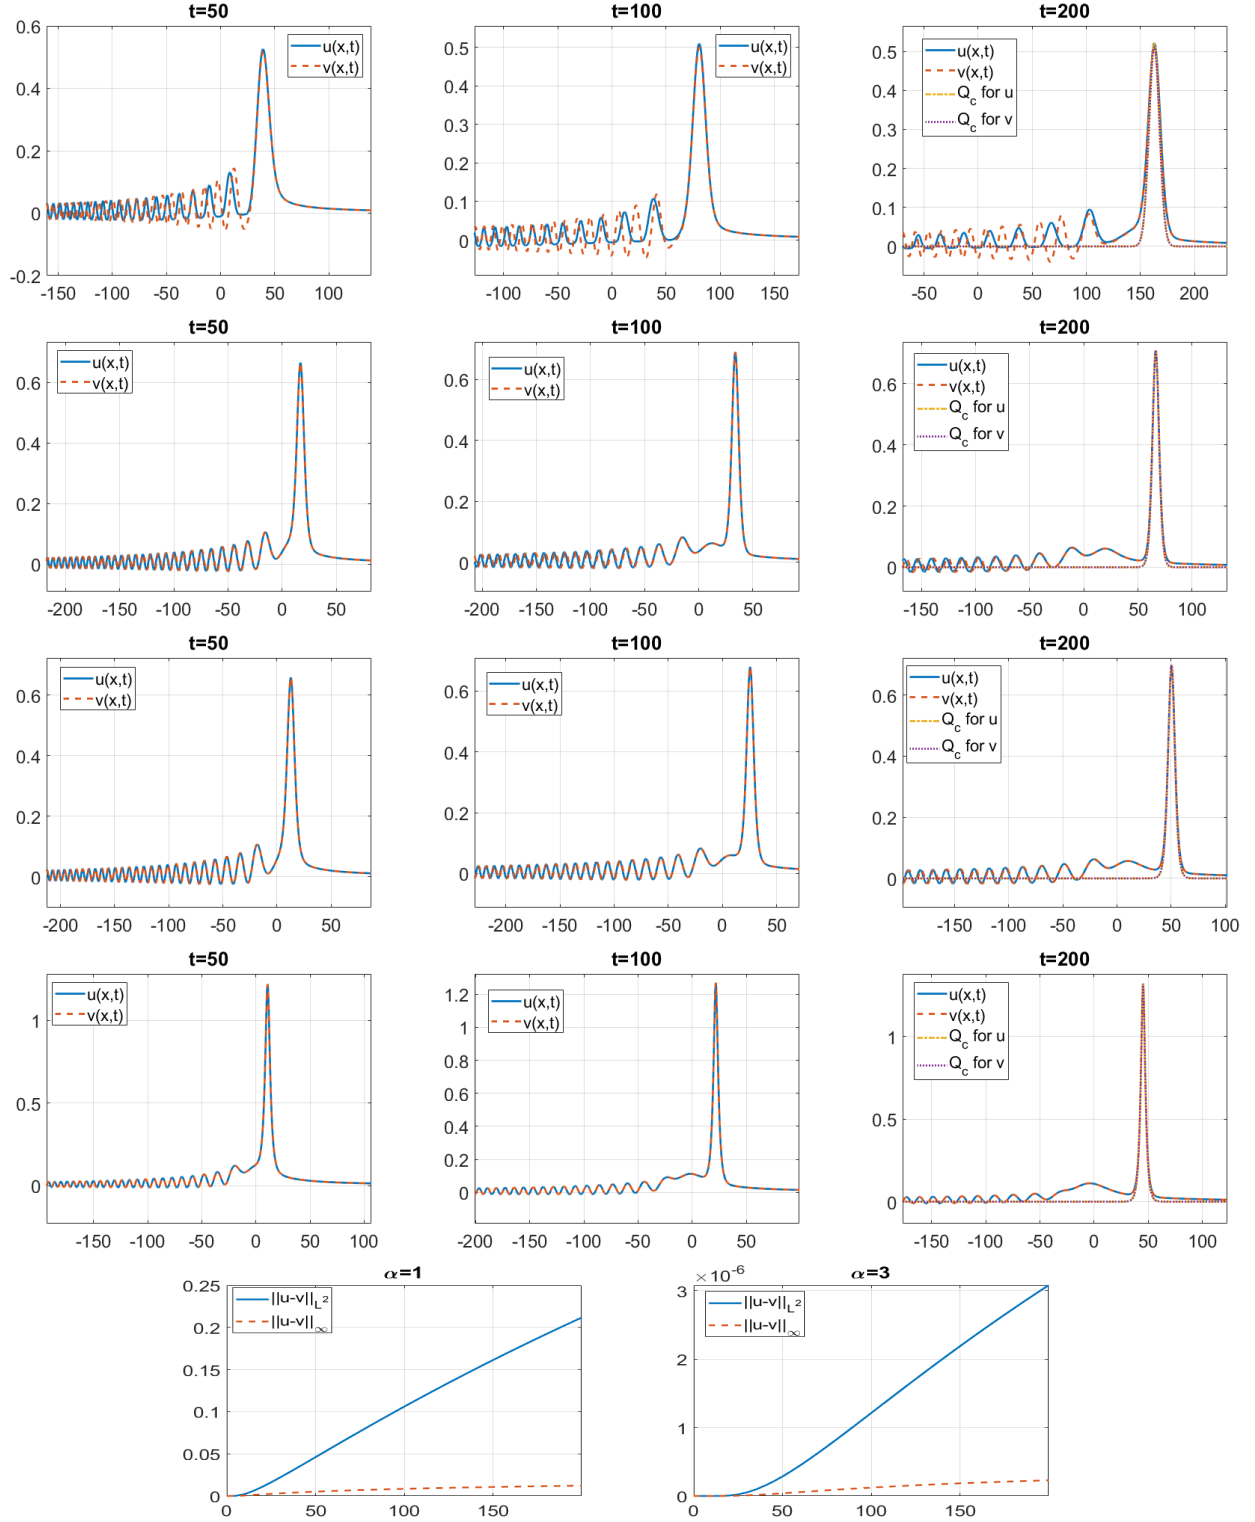 t=50
t=100
t=200
0.6
0.4
0.2
0
-0.2
u(x,t)
v(x,t)
-150 -100 -50 0 50 100
0.5
0.4
0.3
0.2
0.1
0
u(x,t)
v(x,t)
-100 -50 0 50 100 150
0.5
0.4
0.3
0.2
0.1
0
u(x,t)
v(x,t)
Q_c for u
Q_c for v
-50 0 50 100 150 200
t=50
t=100
t=200
0.6
0.4
0.2
0
u(x,t)
v(x,t)
-200 -150 -100 -50 0 50
0.6
0.4
0.2
0
u(x,t)
v(x,t)
-200 -150 -100 -50 0 50
0.6
0.4
0.2
0
u(x,t)
v(x,t)
Q_c for u
Q_c for v
-150 -100 -50 0 50 100
t=50
t=100
t=200
0.6
0.4
0.2
0
u(x,t)
v(x,t)
-200 -150 -100 -50 0 50
0.6
0.4
0.2
0
u(x,t)
v(x,t)
-200 -150 -100 -50 0 50
0.6
0.4
0.2
0
u(x,t)
v(x,t)
Q_c for u
Q_c for v
-150 -100 -50 0 50 100
t=50
t=100
t=200
1
0.5
0
u(x,t)
v(x,t)
-150 -100 -50 0 50 100
1.2
1
0.8
0.6
0.4
0.2
0
u(x,t)
v(x,t)
-200 -150 -100 -50 0 50
1
0.5
0
u(x,t)
v(x,t)
Q_c for u
Q_c for v
-150 -100 -50 0 50 100
α=1
0.25
0.2
0.15
0.1
0.05
0
||u-v||_L²
||u-v||_∞
0 50 100 150
×10^-6
α=3
3
2
1
0
||u-v||_L²
||u-v||_∞
0 50 100 150